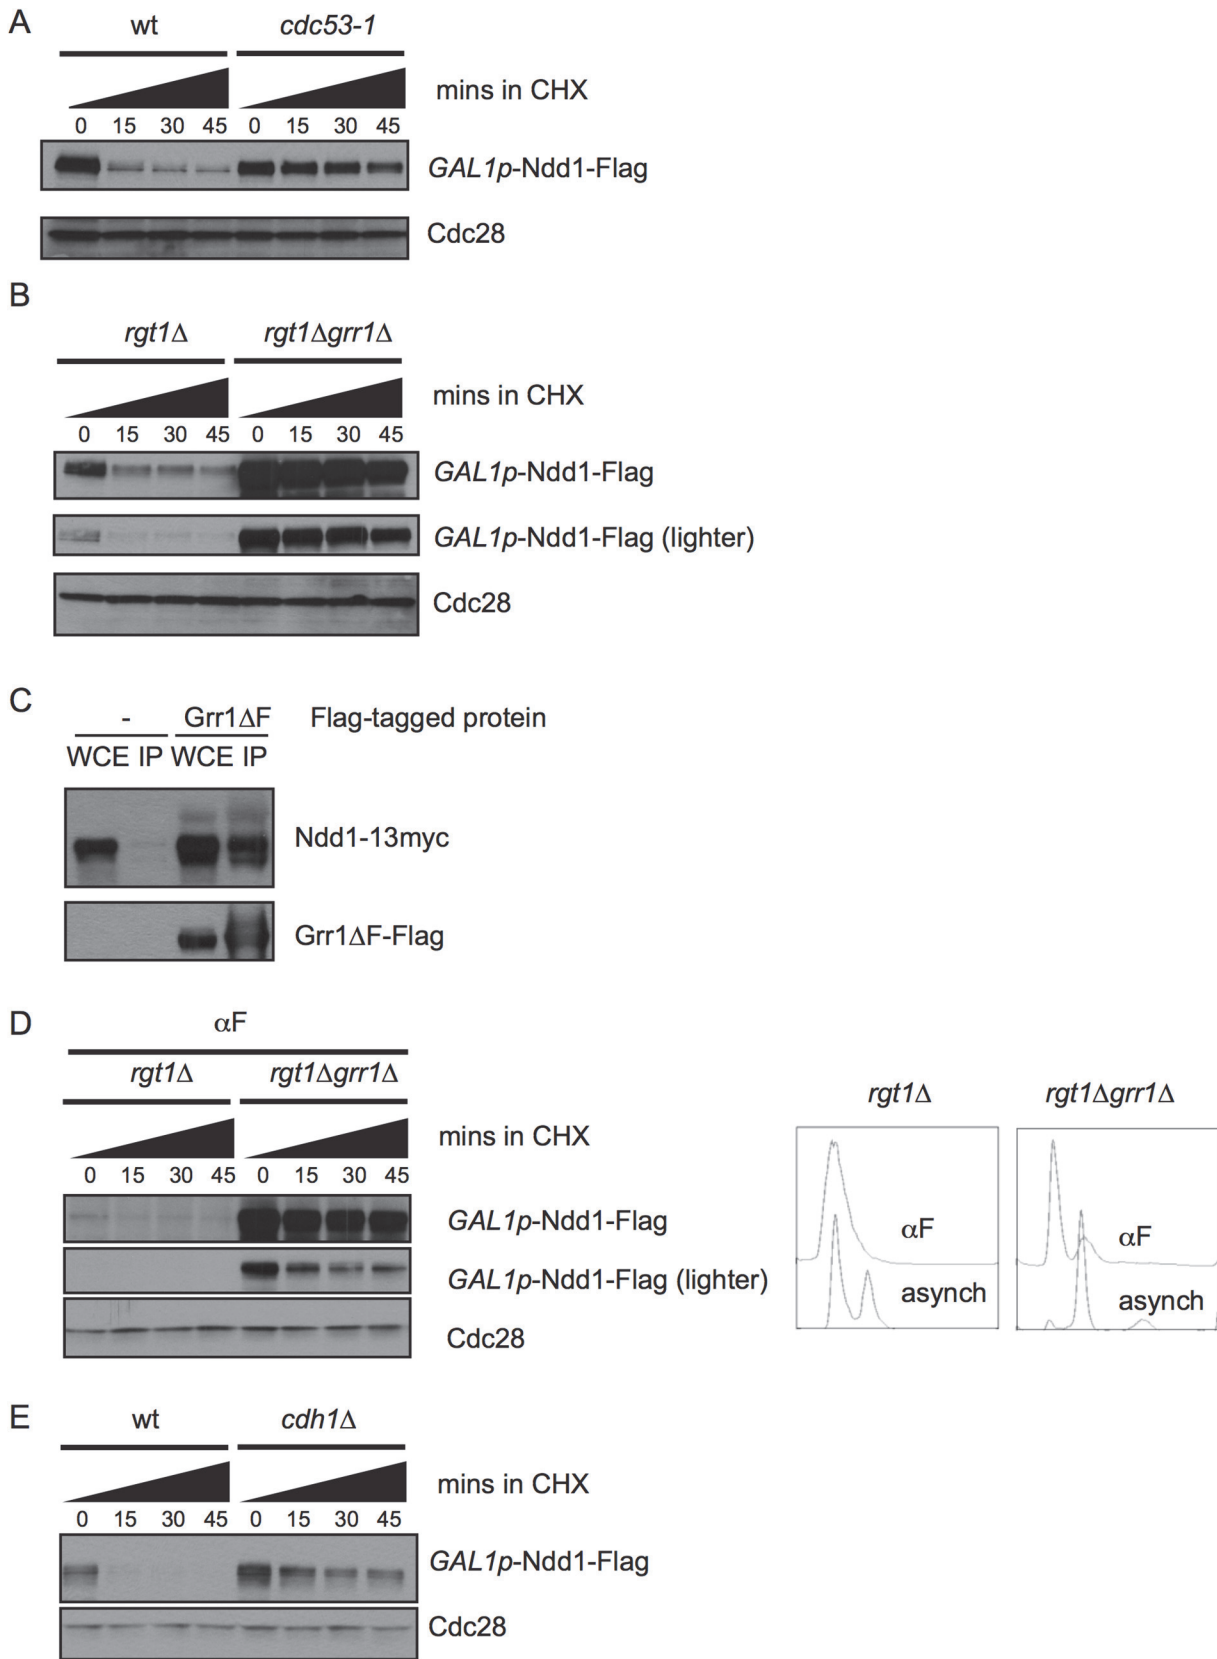 A
wt cdc53-1
mins in CHX
0 15 30 45 0 15 30 45
GAL1p-Ndd1-Flag
Cdc28
B
rgt1Δ rgt1Δgrr1Δ
mins in CHX
0 15 30 45 0 15 30 45
GAL1p-Ndd1-Flag
GAL1p-Ndd1-Flag (lighter)
Cdc28
C
- Grr1ΔF Flag-tagged protein
WCE IP WCE IP
Ndd1-13myc
Grr1ΔF-Flag
D
αF
rgt1Δ rgt1Δgrr1Δ
mins in CHX
0 15 30 45 0 15 30 45
GAL1p-Ndd1-Flag
GAL1p-Ndd1-Flag (lighter)
Cdc28
rgt1Δ rgt1Δgrr1Δ
αF αF
asynch asynch
E
wt cdh1Δ
mins in CHX
0 15 30 45 0 15 30 45
GAL1p-Ndd1-Flag
Cdc28